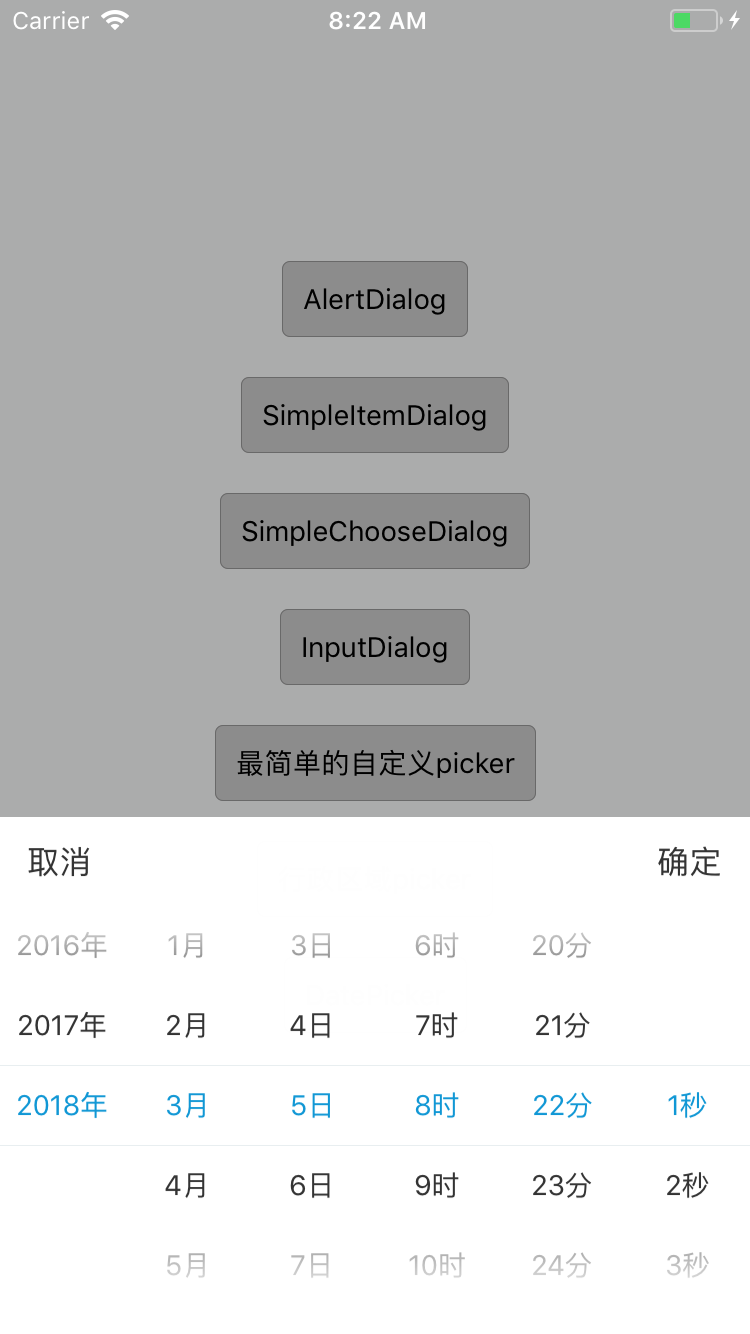 Carrier 8:22 AM
AlertDialog
SimpleItemDialog
SimpleChooseDialog
InputDialog
最简单的自定义picker
取消 确定
2016年 1月 3日 6时 20分
2017年 2月 4日 7时 21分
2018年 3月 5日 8时 22分 1秒
4月 6日 9时 23分 2秒
5月 7日 10时 24分 3秒